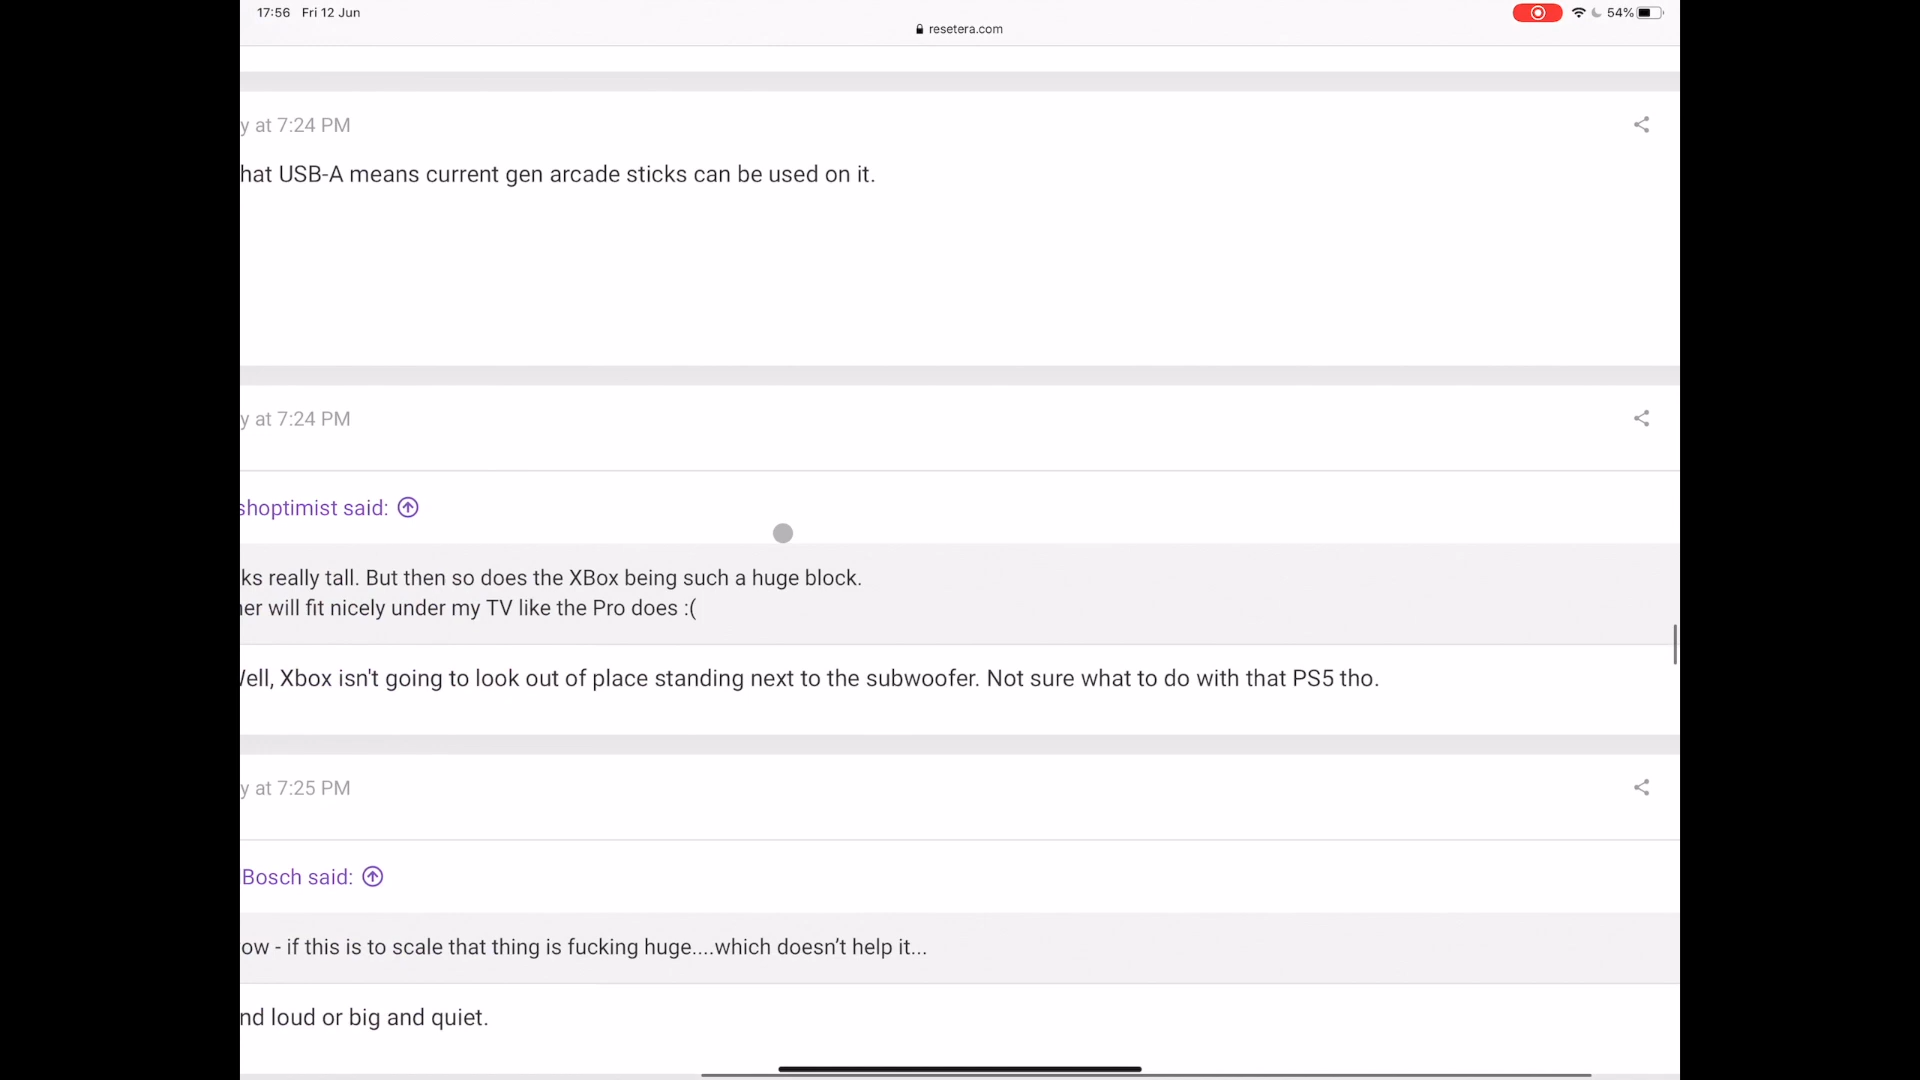 17:56 Fri 12 Jun
54%
resetera.com
y at 7:24 PM
hat USB-A means current gen arcade sticks can be used on it.
y at 7:24 PM
shoptimist said:
ks really tall. But then so does the XBox being such a huge block.
her will fit nicely under my TV like the Pro does :(
Well, Xbox isn't going to look out of place standing next to the subwoofer. Not sure what to do with that PS5 tho.
y at 7:25 PM
Bosch said:
ow - if this is to scale that thing is fucking huge....which doesn't help it...
nd loud or big and quiet.